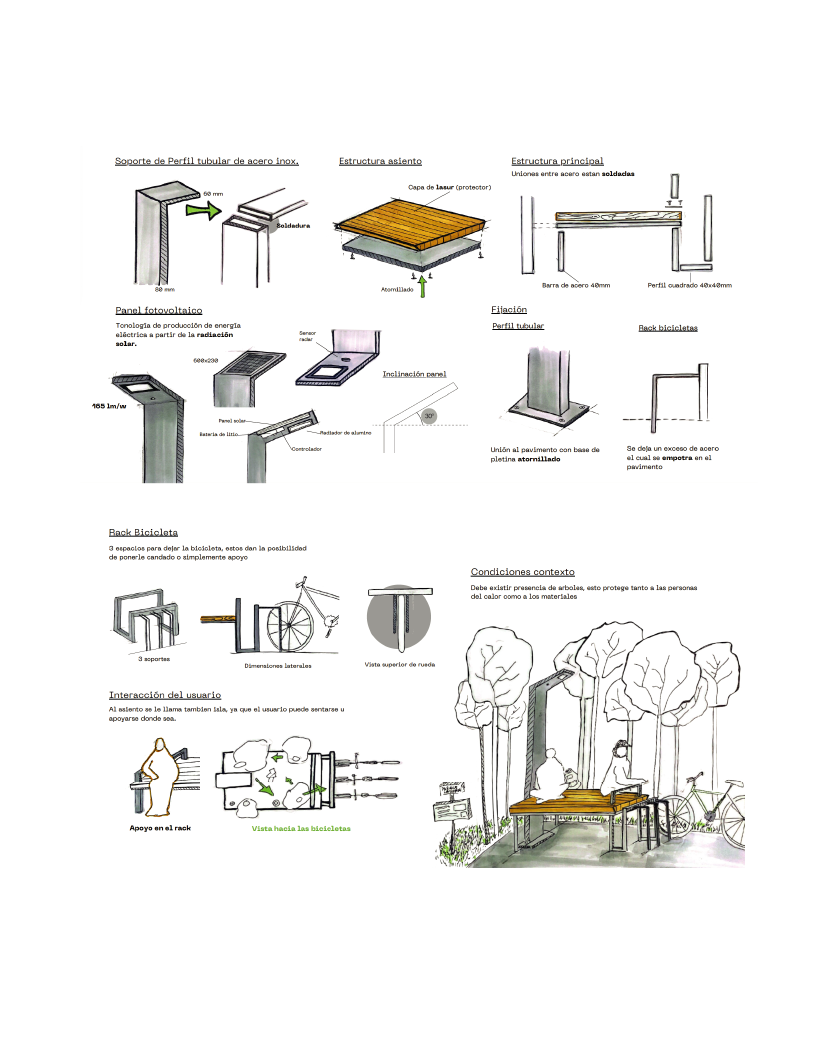 Soporte de Perfil tubular de acero inox.
60 mm
Soldadura
80 mm
Estructura asiento
Capa de lasur (protector)
Atornillado
Estructura principal
Uniones entre acero estan soldadas
Barra de acero 40mm
Perfil cuadrado 40x40mm
Panel fotovoltaico
Tonología de producción de energía
eléctrica a partir de la radiación
solar.
165 lm/w
600x230
Sensor
radar
Panel solar
Bateria de litio
Radiador de alumino
Controlador
Inclinación panel
30°
Fijación
Perfil tubular
Unión al pavimento con base de
pletina atornillado
Rack bicicletas
Se deja un exceso de acero
el cual se empotra en el
pavimento
Rack Bicicleta
3 espacios para dejar la bicicleta, estos dan la posibilidad
de ponerle candado o simplemente apoyo
3 soportes
Dimensiones laterales
Vista superior de rueda
Interacción del usuario
Al asiento se le llama tambien isla, ya que el usuario puede sentarse u
apoyarse donde sea.
Apoyo en el rack
Vista hacia las bicicletas
Condiciones contexto
Debe existir presencia de arboles, esto protege tanto a las personas
del calor como a los materiales